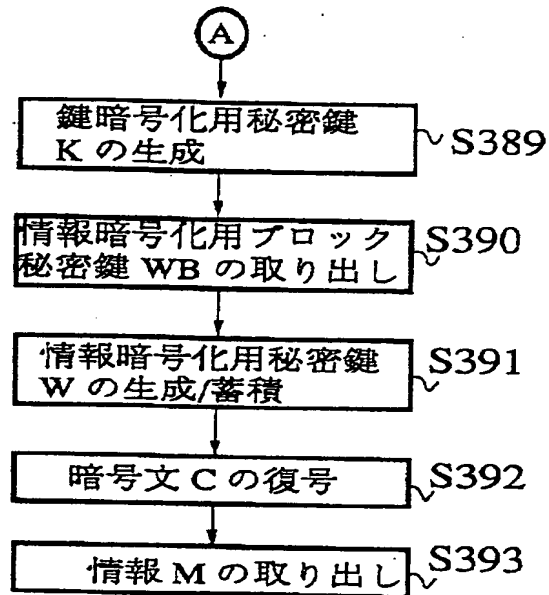 A
鍵暗号化用秘密鍵
K の生成
S389
情報暗号化用ブロック
秘密鍵 WB の取り出し
S390
情報暗号化用秘密鍵
W の生成/蓄積
S391
暗号文 C の復号
S392
情報 M の取り出し
S393